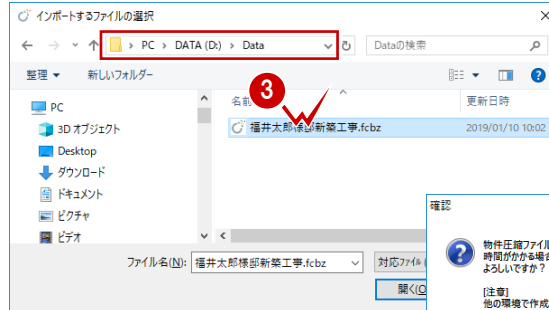 インポートするファイルの選択
PC > DATA (D:) > Data
Dataの検索
整理 新しいフォルダー
名前 更新日時
3
PC
福井太郎様邸新築工事.fcbz 2019/01/10 10:02
3D オブジェクト
Desktop
ダウンロード
ドキュメント
ピクチャ
ビデオ
確認
物件圧縮ファイル
時間がかかる場合
よろしいですか？
[注意]
他の環境で作成
ファイル名(N): 福井太郎様邸新築工事.fcbz 対応ファイル
開く(O